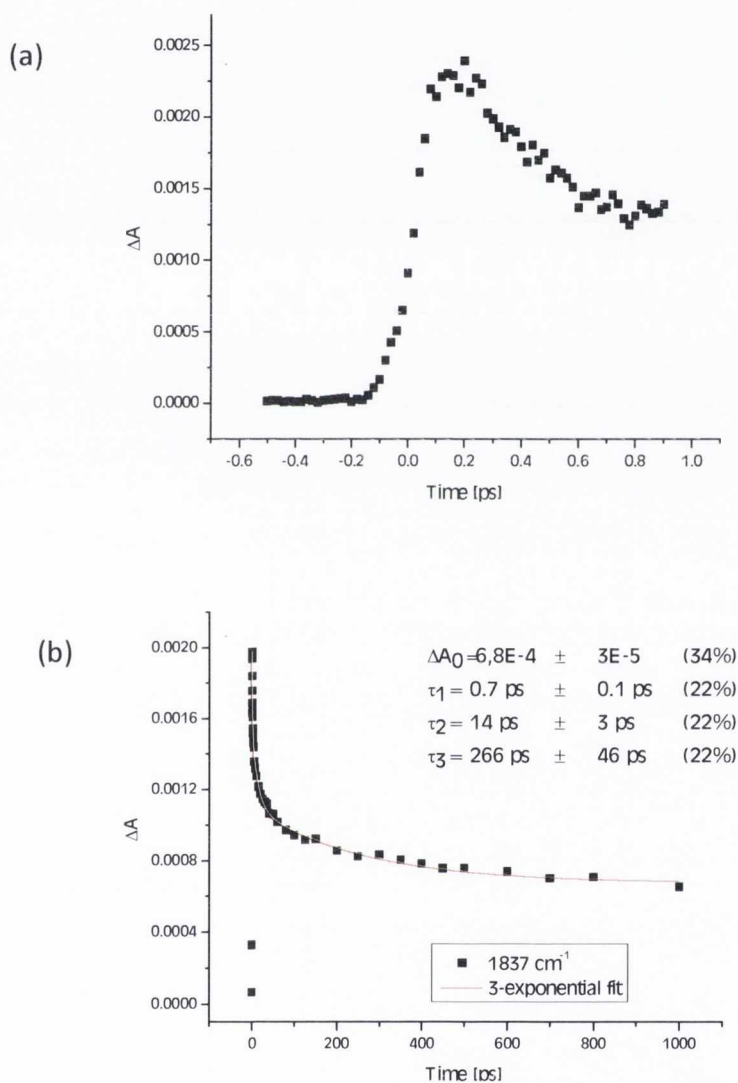 (a)
0.0025
0.0020
0.0015
0.0010
0.0005
0.0000
ΔA
-0.6 -0.4 -0.2 0.0 0.2 0.4 0.6 0.8 1.0
Time [ps]
(b)
0.0020
0.0016
0.0012
0.0008
0.0004
0.0000
ΔA
ΔA0=6,8E-4 ± 3E-5 (34%)
τ1 = 0.7 ps ± 0.1 ps (22%)
τ2 = 14 ps ± 3 ps (22%)
τ3 = 266 ps ± 46 ps (22%)
1837 cm-1
3-exponential fit
0 200 400 600 800 1000
Time [ps]